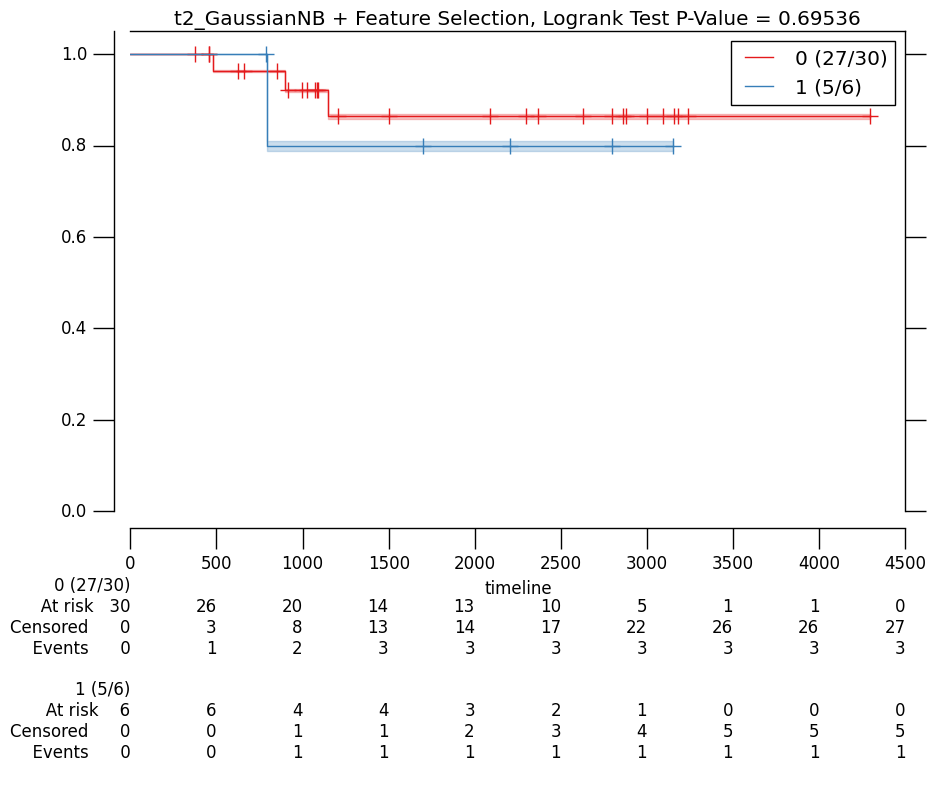 t2_GaussianNB + Feature Selection, Logrank Test P-Value = 0.69536
0 (27/30)
1 (5/6)
1.0
0.8
0.6
0.4
0.2
0.0
0 500 1000 1500 2000 2500 3000 3500 4000 4500
timeline
0 (27/30)
At risk 30 26 20 14 13 10 5 1 1 0
Censored 0 3 8 13 14 17 22 26 26 27
Events 0 1 2 3 3 3 3 3 3 3
1 (5/6)
At risk 6 6 4 4 3 2 1 0 0 0
Censored 0 0 1 1 2 3 4 5 5 5
Events 0 0 1 1 1 1 1 1 1 1